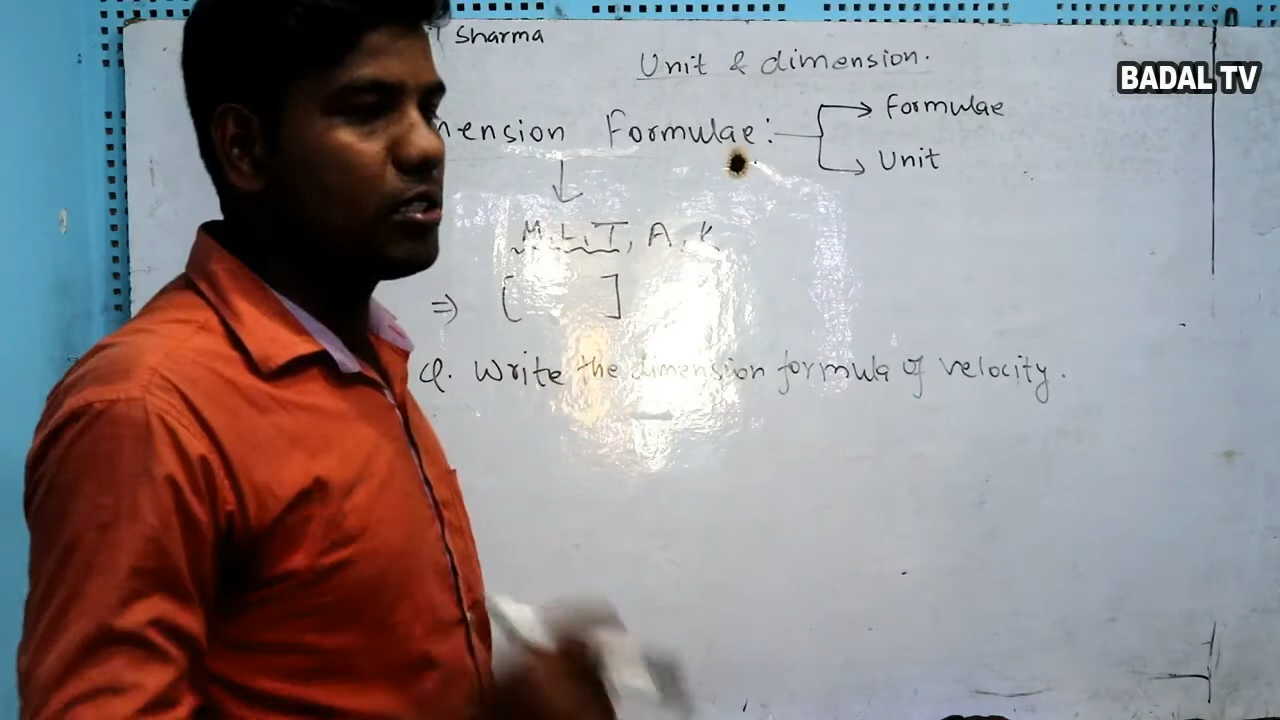 Sharma
Unit & dimension.
BADAL TV
mension Formulae:
Formulae
Unit
M, L, T, A, K
⇒ [ ]
Q. Write the dimension formula of velocity.